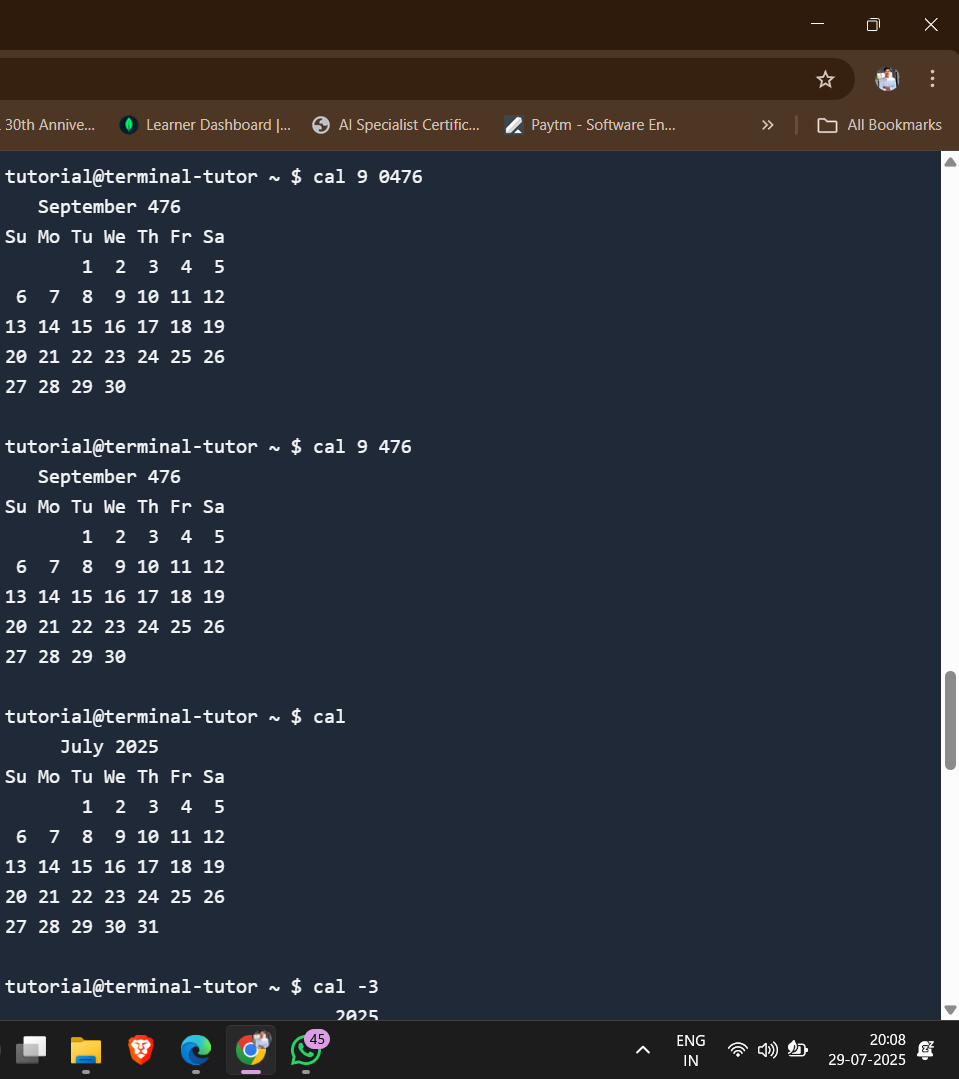 30th Annive...
Learner Dashboard |...
AI Specialist Certific...
Paytm - Software En...
All Bookmarks
tutorial@terminal-tutor ~ $ cal 9 0476
   September 476
Su Mo Tu We Th Fr Sa
       1  2  3  4  5
 6  7  8  9 10 11 12
13 14 15 16 17 18 19
20 21 22 23 24 25 26
27 28 29 30
tutorial@terminal-tutor ~ $ cal 9 476
   September 476
Su Mo Tu We Th Fr Sa
       1  2  3  4  5
 6  7  8  9 10 11 12
13 14 15 16 17 18 19
20 21 22 23 24 25 26
27 28 29 30
tutorial@terminal-tutor ~ $ cal
     July 2025
Su Mo Tu We Th Fr Sa
       1  2  3  4  5
 6  7  8  9 10 11 12
13 14 15 16 17 18 19
20 21 22 23 24 25 26
27 28 29 30 31
tutorial@terminal-tutor ~ $ cal -3
                              2025
45
ENG
IN
20:08
29-07-2025